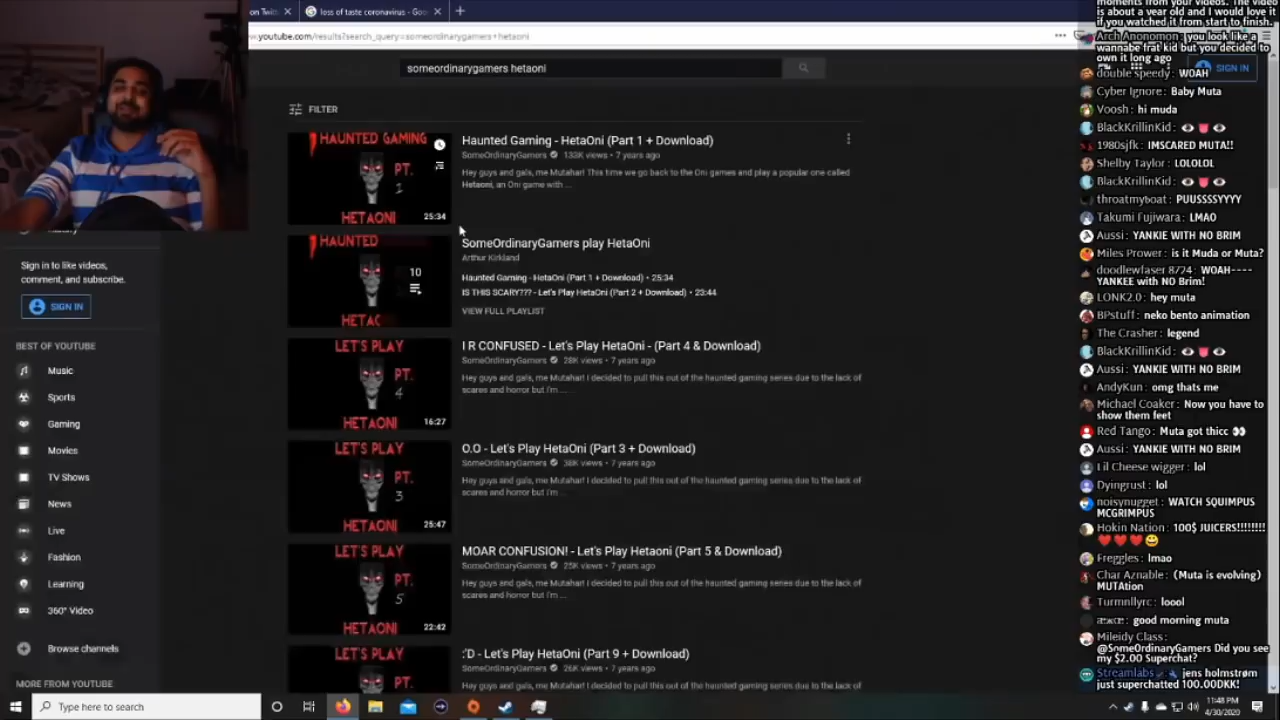 on Twitt
loss of taste coronavirus - Goo
w.youtube.com/results?search_query=someordinarygamers+hetaoni
someordinarygamers hetaoni
SIGN IN
FILTER
HAUNTED GAMING
PT.
1
HETAONI
25:34
Haunted Gaming - HetaOni (Part 1 + Download)
SomeOrdinaryGamers 133K views • 7 years ago
Hey guys and gals, me Mutahar! This time we go back to the Oni games and play a popular one called
Hetaoni, an Oni game with ...
HAUNTED
10
HETAC
SomeOrdinaryGamers play HetaOni
Arthur Kirkland
Haunted Gaming - HetaOni (Part 1 + Download) • 25:34
IS THIS SCARY??? - Let's Play HetaOni (Part 2 + Download) • 23:44
VIEW FULL PLAYLIST
LET'S PLAY
PT.
4
HETAONI
16:27
I R CONFUSED - Let's Play HetaOni - (Part 4 & Download)
SomeOrdinaryGamers 28K views • 7 years ago
Hey guys and gals, me Mutahar! I decided to pull this out of the haunted gaming series due to the lack of
scares and horror but I'm ...
LET'S PLAY
PT.
3
HETAONI
25:47
O.O - Let's Play HetaOni (Part 3 + Download)
SomeOrdinaryGamers 38K views • 7 years ago
Hey guys and gals, me Mutahar! I decided to pull this out of the haunted gaming series due to the lack of
scares and horror but I'm ...
LET'S PLAY
PT.
5
HETAONI
22:42
MOAR CONFUSION! - Let's Play Hetaoni (Part 5 & Download)
SomeOrdinaryGamers 25K views • 7 years ago
Hey guys and gals, me Mutahar! I decided to pull this out of the haunted gaming series due to the lack of
scares and horror but I'm ...
LET'S PLAY
PT.
:'D - Let's Play HetaOni (Part 9 + Download)
SomeOrdinaryGamers 26K views • 7 years ago
Hey guys and gals, me Mutahar! I decided to pull this out of the haunted gaming series due to the lack of
Sign in to like videos,
comment, and subscribe.
SIGN IN
BEST OF YOUTUBE
Music
Sports
Gaming
Movies
TV Shows
News
Live
Fashion
Learning
360° Video
Browse channels
MORE FROM YOUTUBE
moments from your videos. The video
is about a year old and I would love it
if you watched it from start to finish.
Arch Anonomon: you look like a
wannabe frat kid but you decided to
own it long ago
double speedy: WOAH
Cyber Ignore: Baby Muta
Voosh: hi muda
BlackKrillinKid: 👁👅👁
1980sjfk: IMSCARED MUTA!!
Shelby Taylor: LOLOLOL
BlackKrillinKid: 👁👅👁
throatmyboat: PUUSSSSYYYY
Takumi Fujiwara: LMAO
Aussi: YANKIE WITH NO BRIM
Miles Prower: is it Muda or Muta?
doodlewfaser 8724: WOAH----
YANKEE with NO Brim!
LONK2.0: hey muta
BPstuff: neko bento animation
The Crasher: legend
BlackKrillinKid: 👁👅👁
Aussi: YANKIE WITH NO BRIM
AndyKun: omg thats me
Michael Coaker: Now you have to
show them feet
Red Tango: Muta got thicc 👀
Aussi: YANKIE WITH NO BRIM
Lil Cheese wigger: lol
Dyingrust: lol
noisynugget: WATCH SQUIMPUS
MCGRIMPUS
Hokin Nation: 100$ JUICERS!!!!!!!!
❤❤❤😀
Freggles: lmao
Char Aznable: (Muta is evolving)
MUTAtion
Turmnllyrc: loool
good morning muta
Mileidy Class:
@SomeOrdinaryGamers Did you see
my $2.00 Superchat?
Streamlabs: jens holmstrøm
just superchatted 100.00DKK!
Type here to search
11:48 PM
4/30/2020